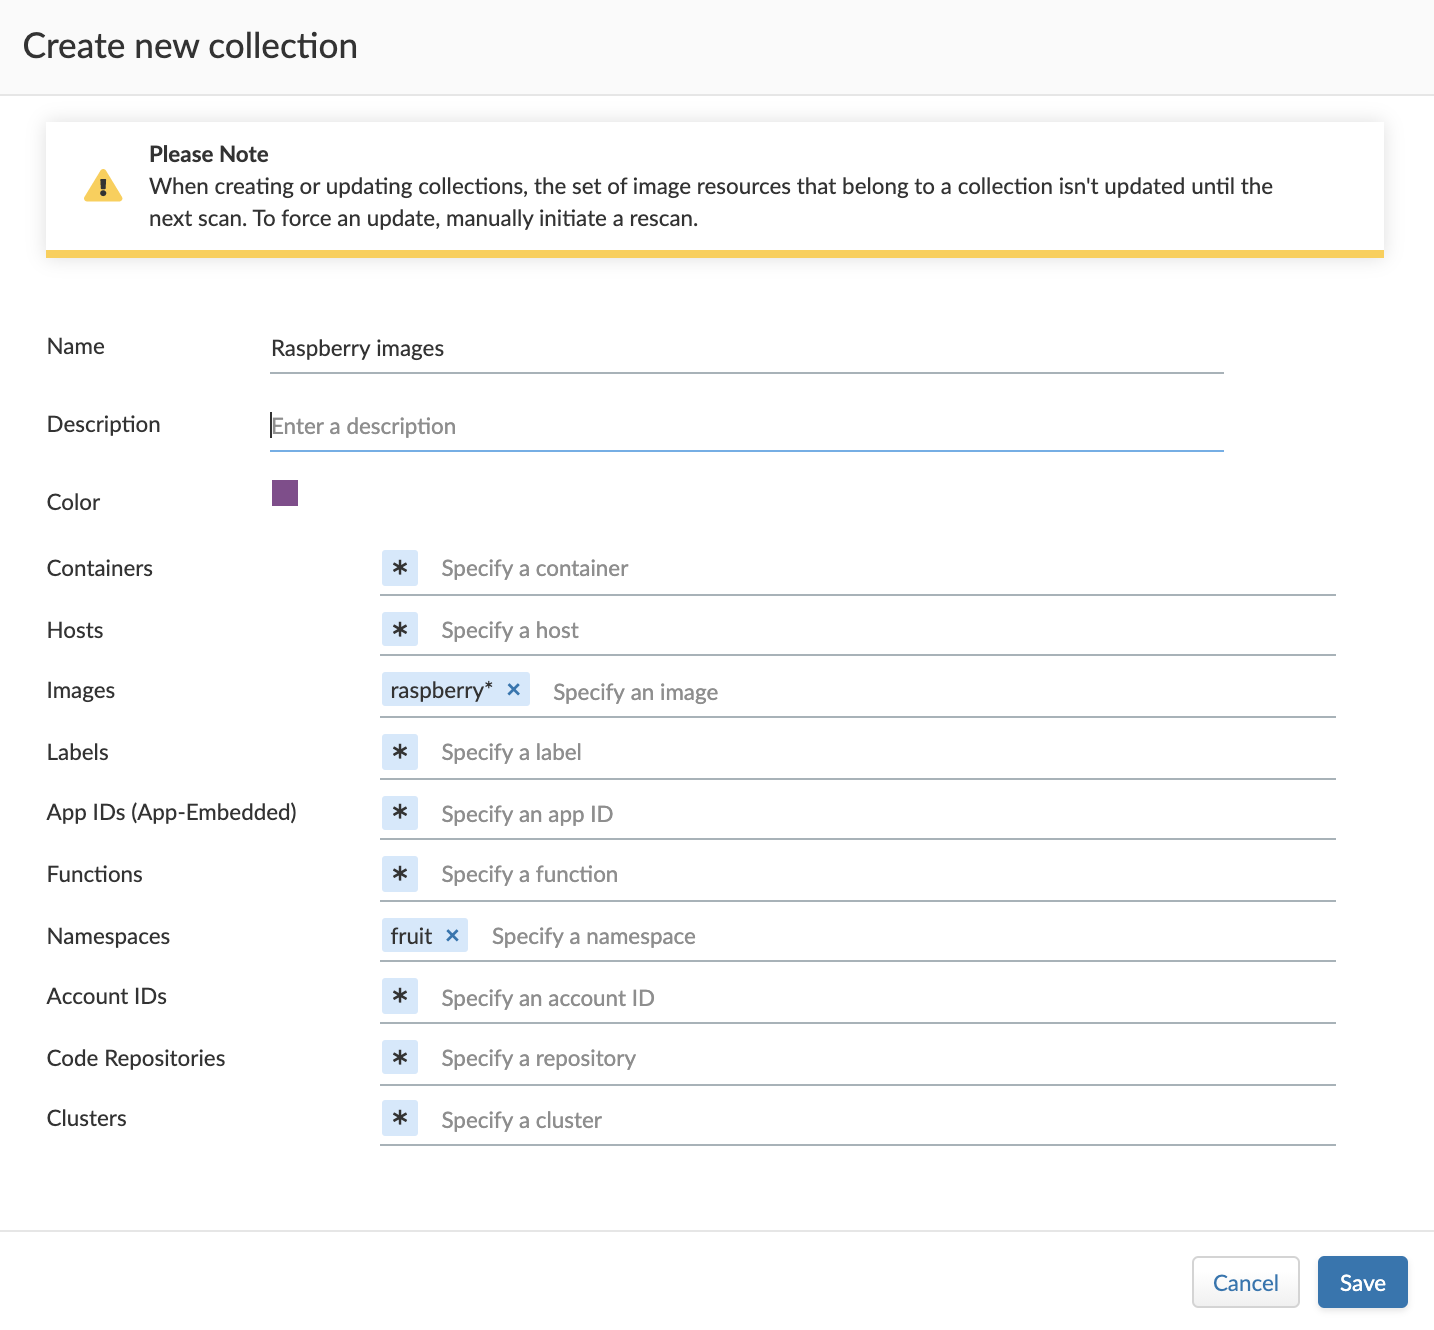 Create new collection
Please Note
When creating or updating collections, the set of image resources that belong to a collection isn't updated until the
next scan. To force an update, manually initiate a rescan.
Name Raspberry images
Description Enter a description
Color
Containers * Specify a container
Hosts * Specify a host
Images raspberry* × Specify an image
Labels * Specify a label
App IDs (App-Embedded) * Specify an app ID
Functions * Specify a function
Namespaces fruit × Specify a namespace
Account IDs * Specify an account ID
Code Repositories * Specify a repository
Clusters * Specify a cluster
Cancel Save